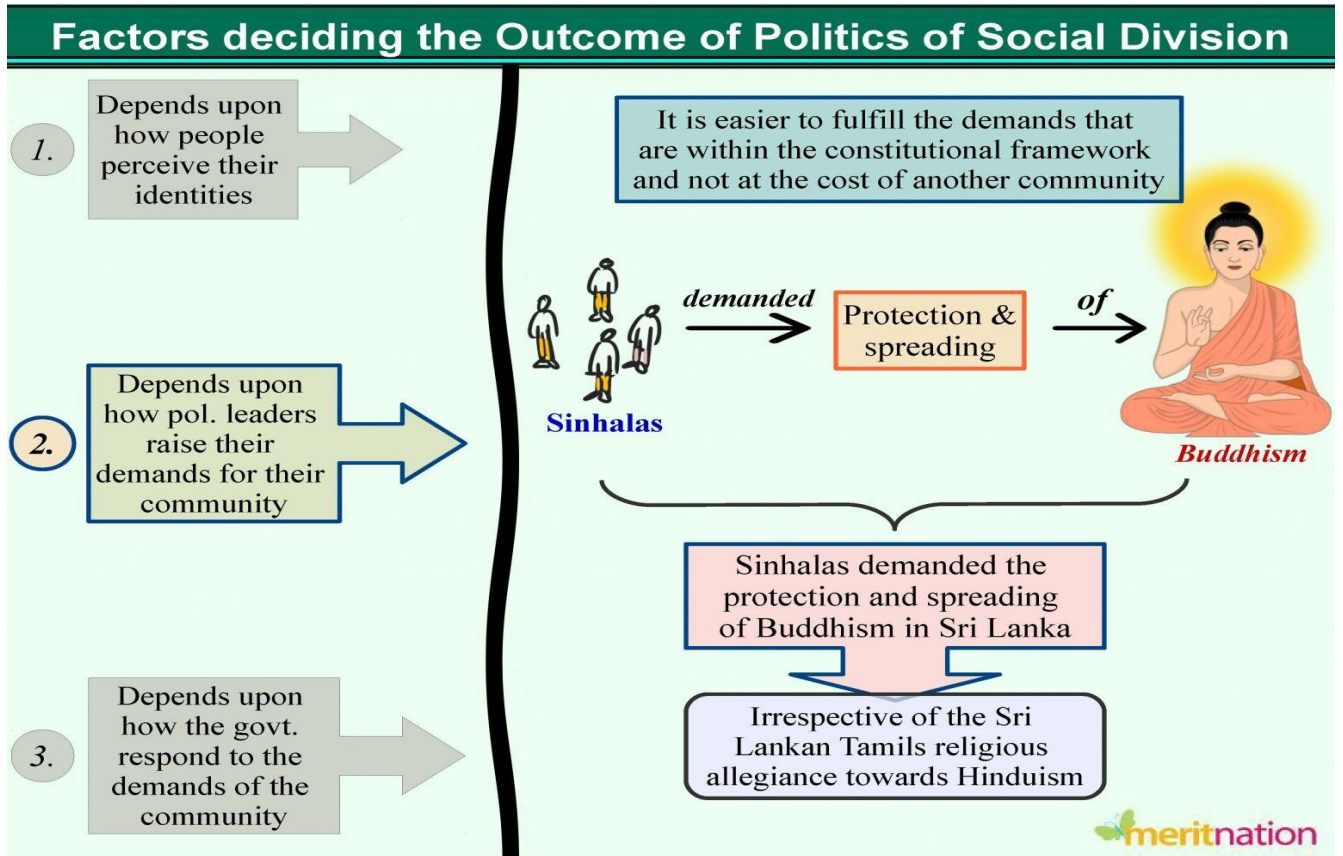 Factors deciding the Outcome of Politics of Social Division
1.
Depends upon
how people
perceive their
identities
2.
Depends upon
how pol. leaders
raise their
demands for their
community
3.
Depends upon
how the govt.
respond to the
demands of the
community
It is easier to fulfill the demands that
are within the constitutional framework
and not at the cost of another community
Sinhalas
demanded
Protection &
spreading
of
Buddhism
Sinhalas demanded the
protection and spreading
of Buddhism in Sri Lanka
Irrespective of the Sri
Lankan Tamils religious
allegiance towards Hinduism
meritnation